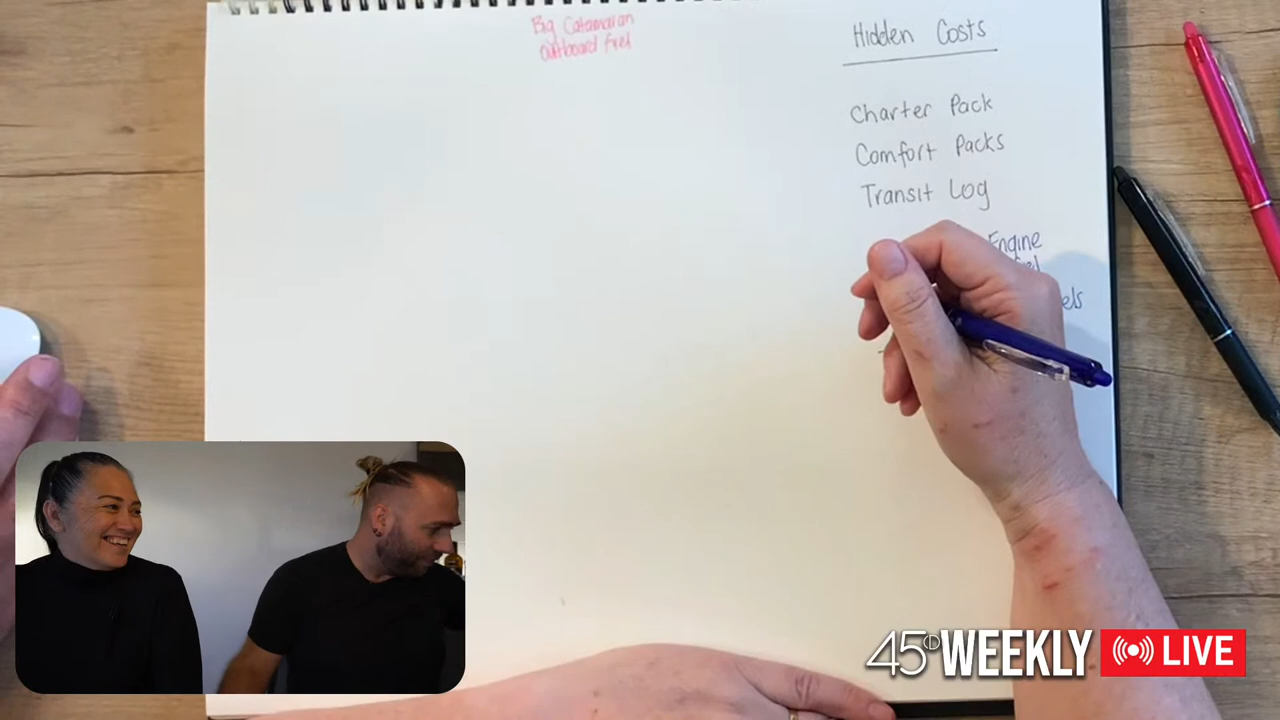 Big Catamaran
outboard fuel
Hidden Costs
Charter Pack
Comfort Packs
Transit Log
Engine
45 WEEKLY LIVE